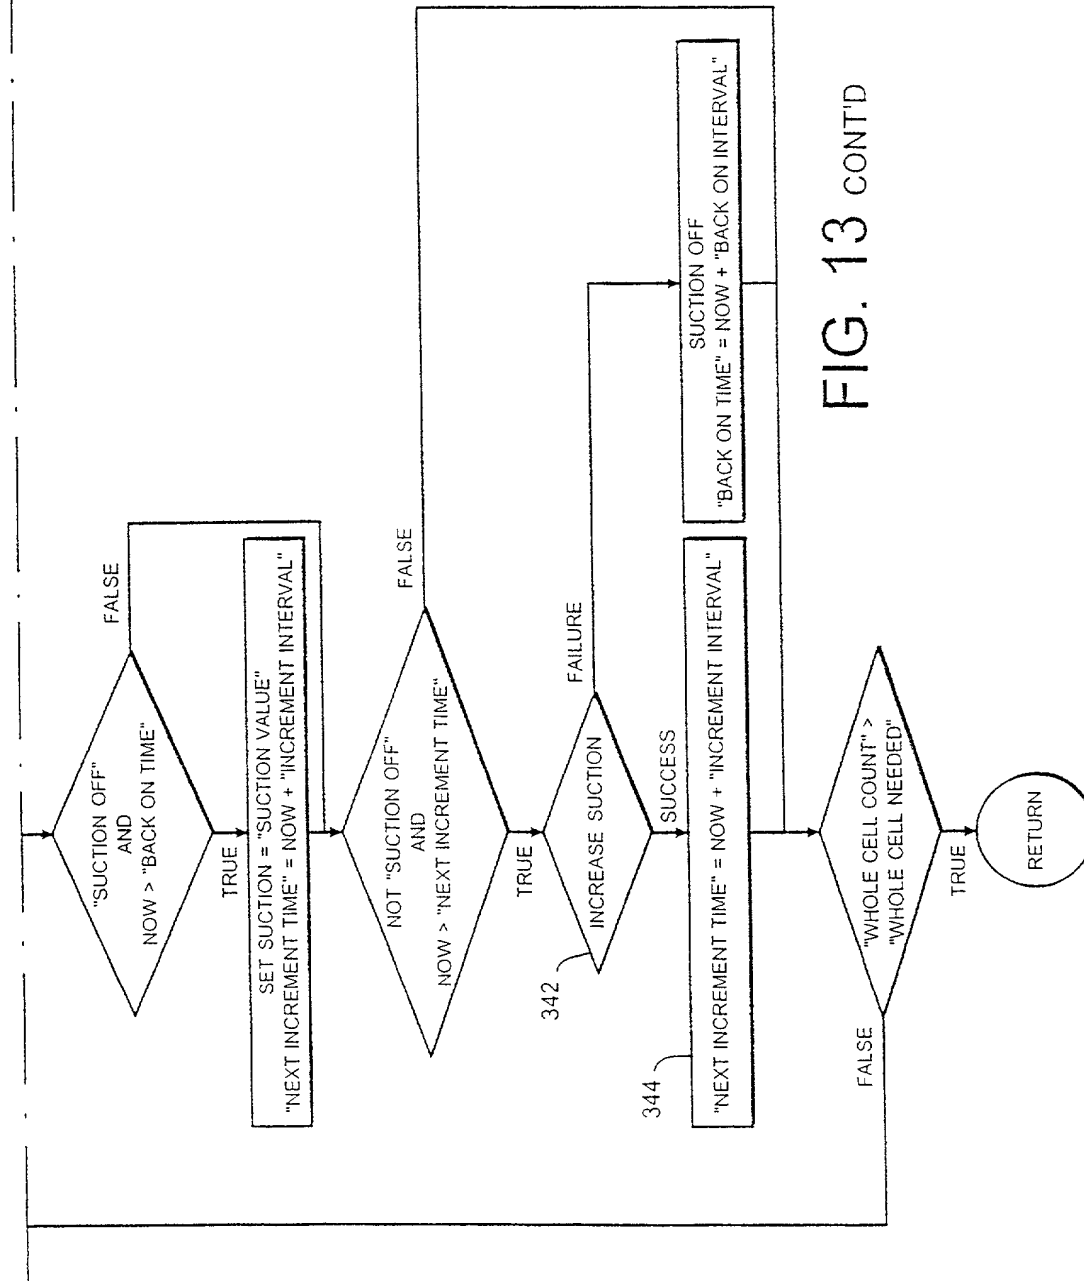 "SUCTION OFF"
AND
NOW > "BACK ON TIME"
FALSE
TRUE
SET SUCTION = "SUCTION VALUE"
"NEXT INCREMENT TIME" = NOW + "INCREMENT INTERVAL"
NOT "SUCTION OFF"
AND
NOW > "NEXT INCREMENT TIME"
FALSE
TRUE
342
INCREASE SUCTION
FAILURE
SUCCESS
344
"NEXT INCREMENT TIME" = NOW + "INCREMENT INTERVAL"
SUCTION OFF
"BACK ON TIME" = NOW + "BACK ON INTERVAL"
"WHOLE CELL COUNT" >
"WHOLE CELL NEEDED"
FALSE
TRUE
RETURN
FIG. 13 CONT'D